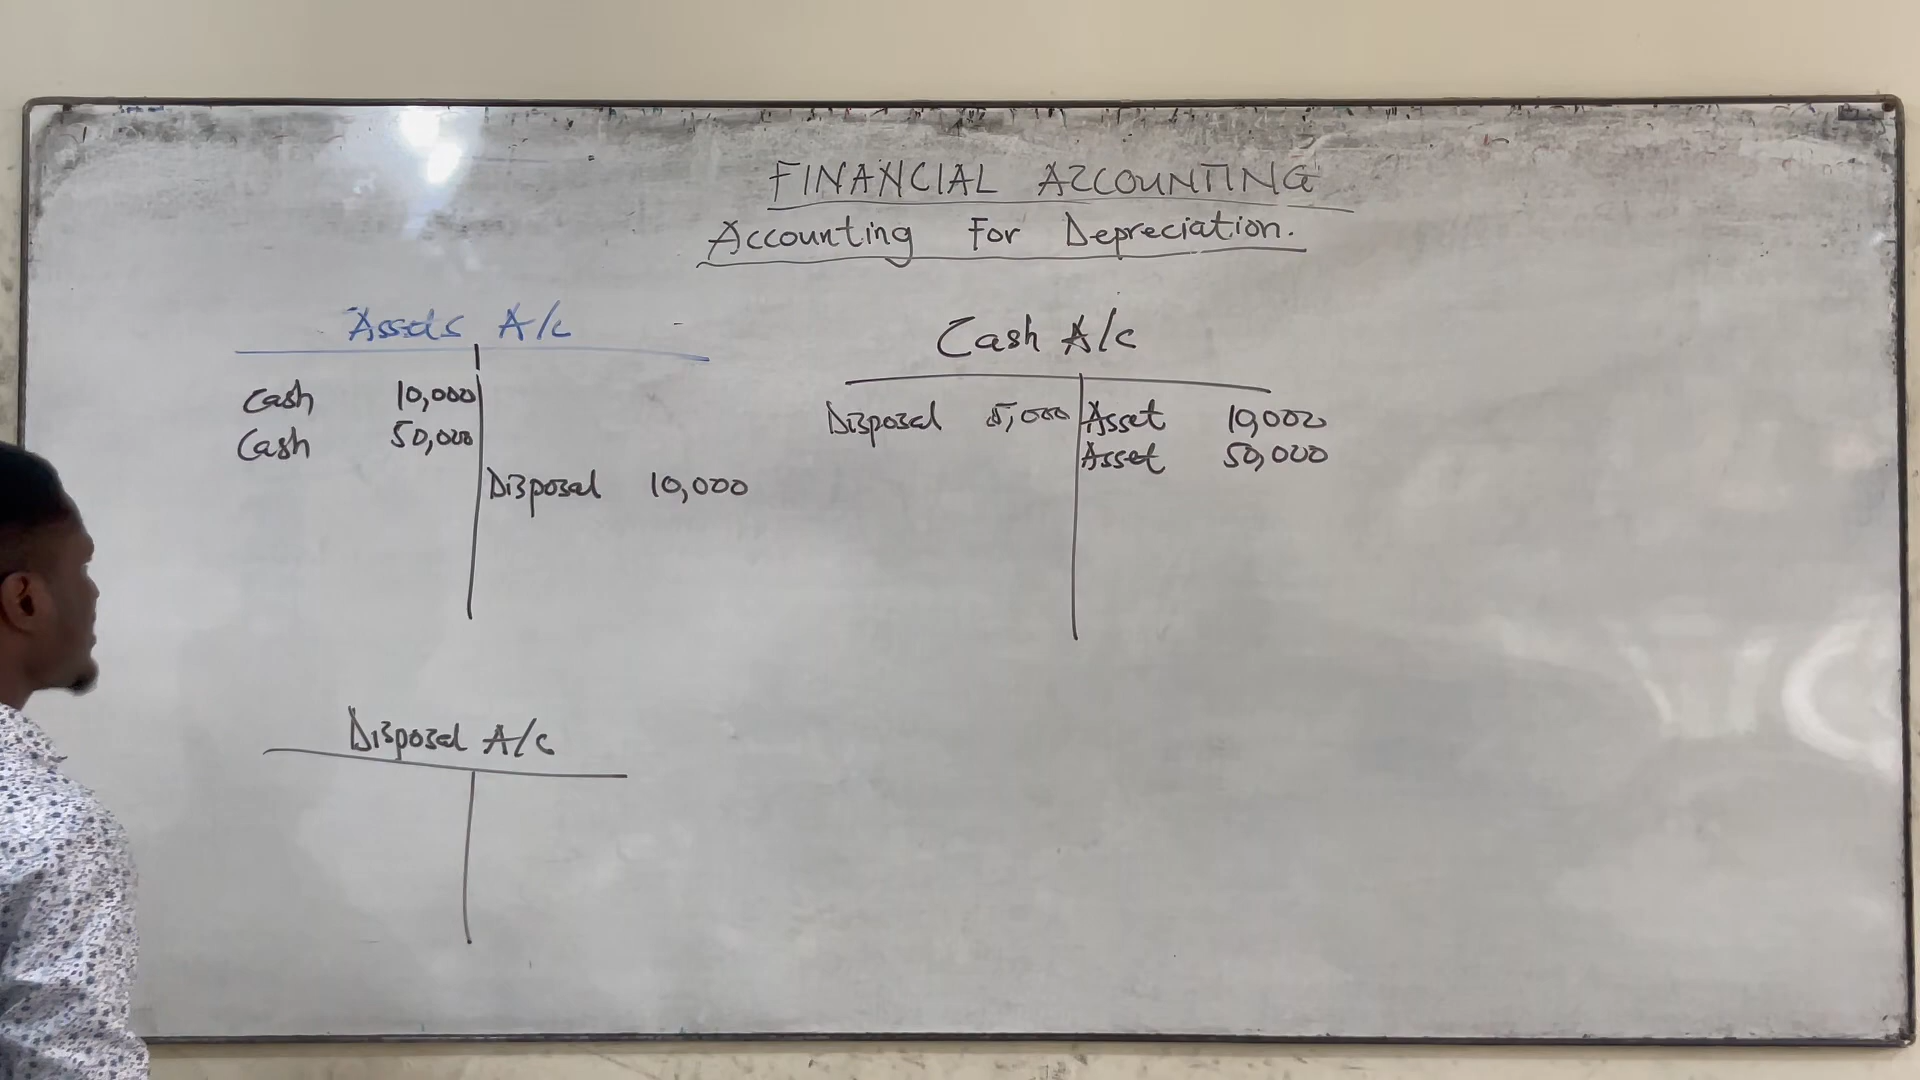 FINANCIAL ACCOUNTING
Accounting For Depreciation.
Assets A/c
Cash 10,000
Cash 50,000
Disposal 10,000
Cash A/c
Disposal 5,000 Asset 10,000
Asset 50,000
Disposal A/c